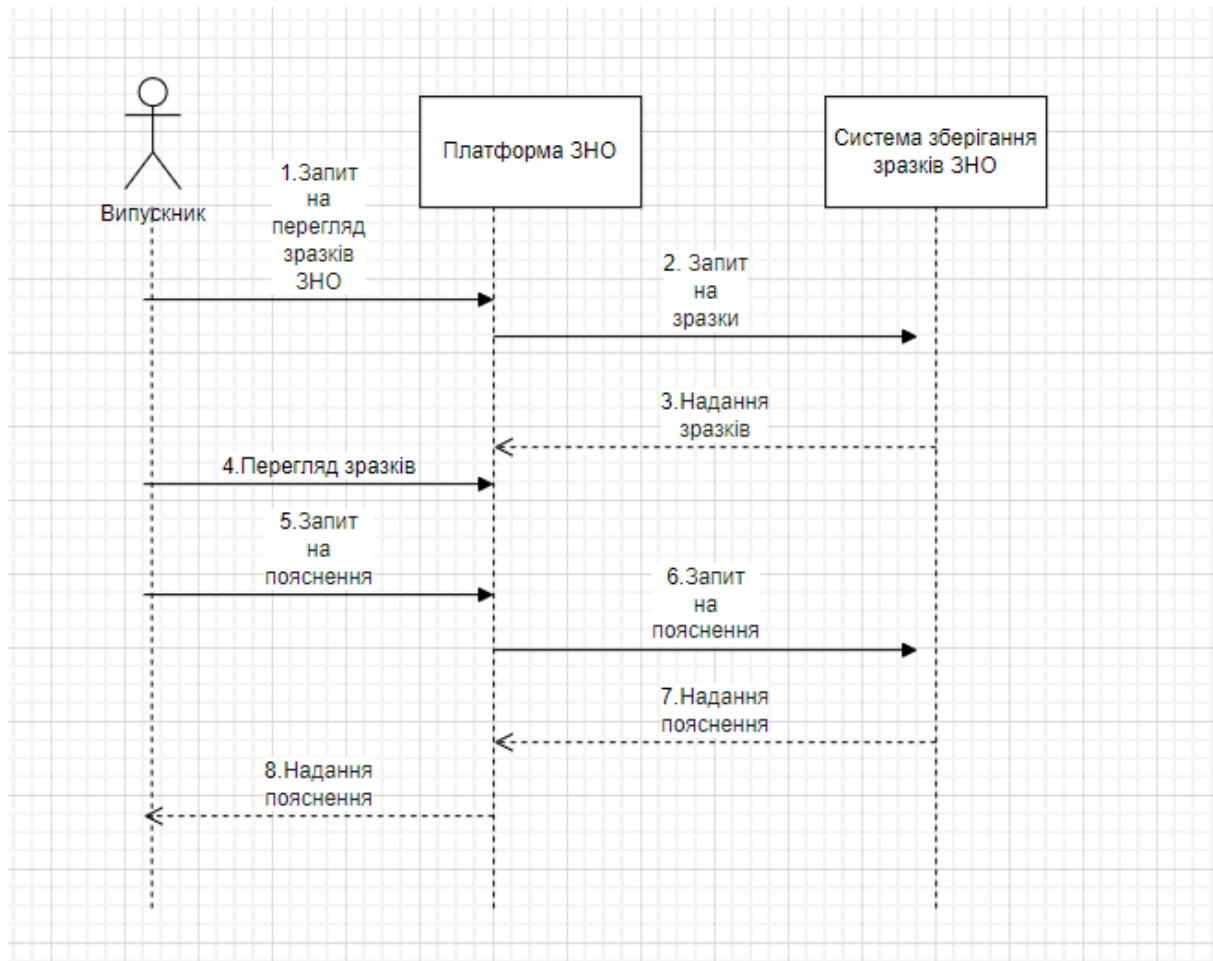 Випускник
Платформа ЗНО
Система зберігання
зразків ЗНО
1.Запит
на
перегляд
зразків
ЗНО
2. Запит
на
зразки
3.Надання
зразків
4.Перегляд зразків
5.Запит
на
пояснення
6.Запит
на
пояснення
7.Надання
пояснення
8.Надання
пояснення